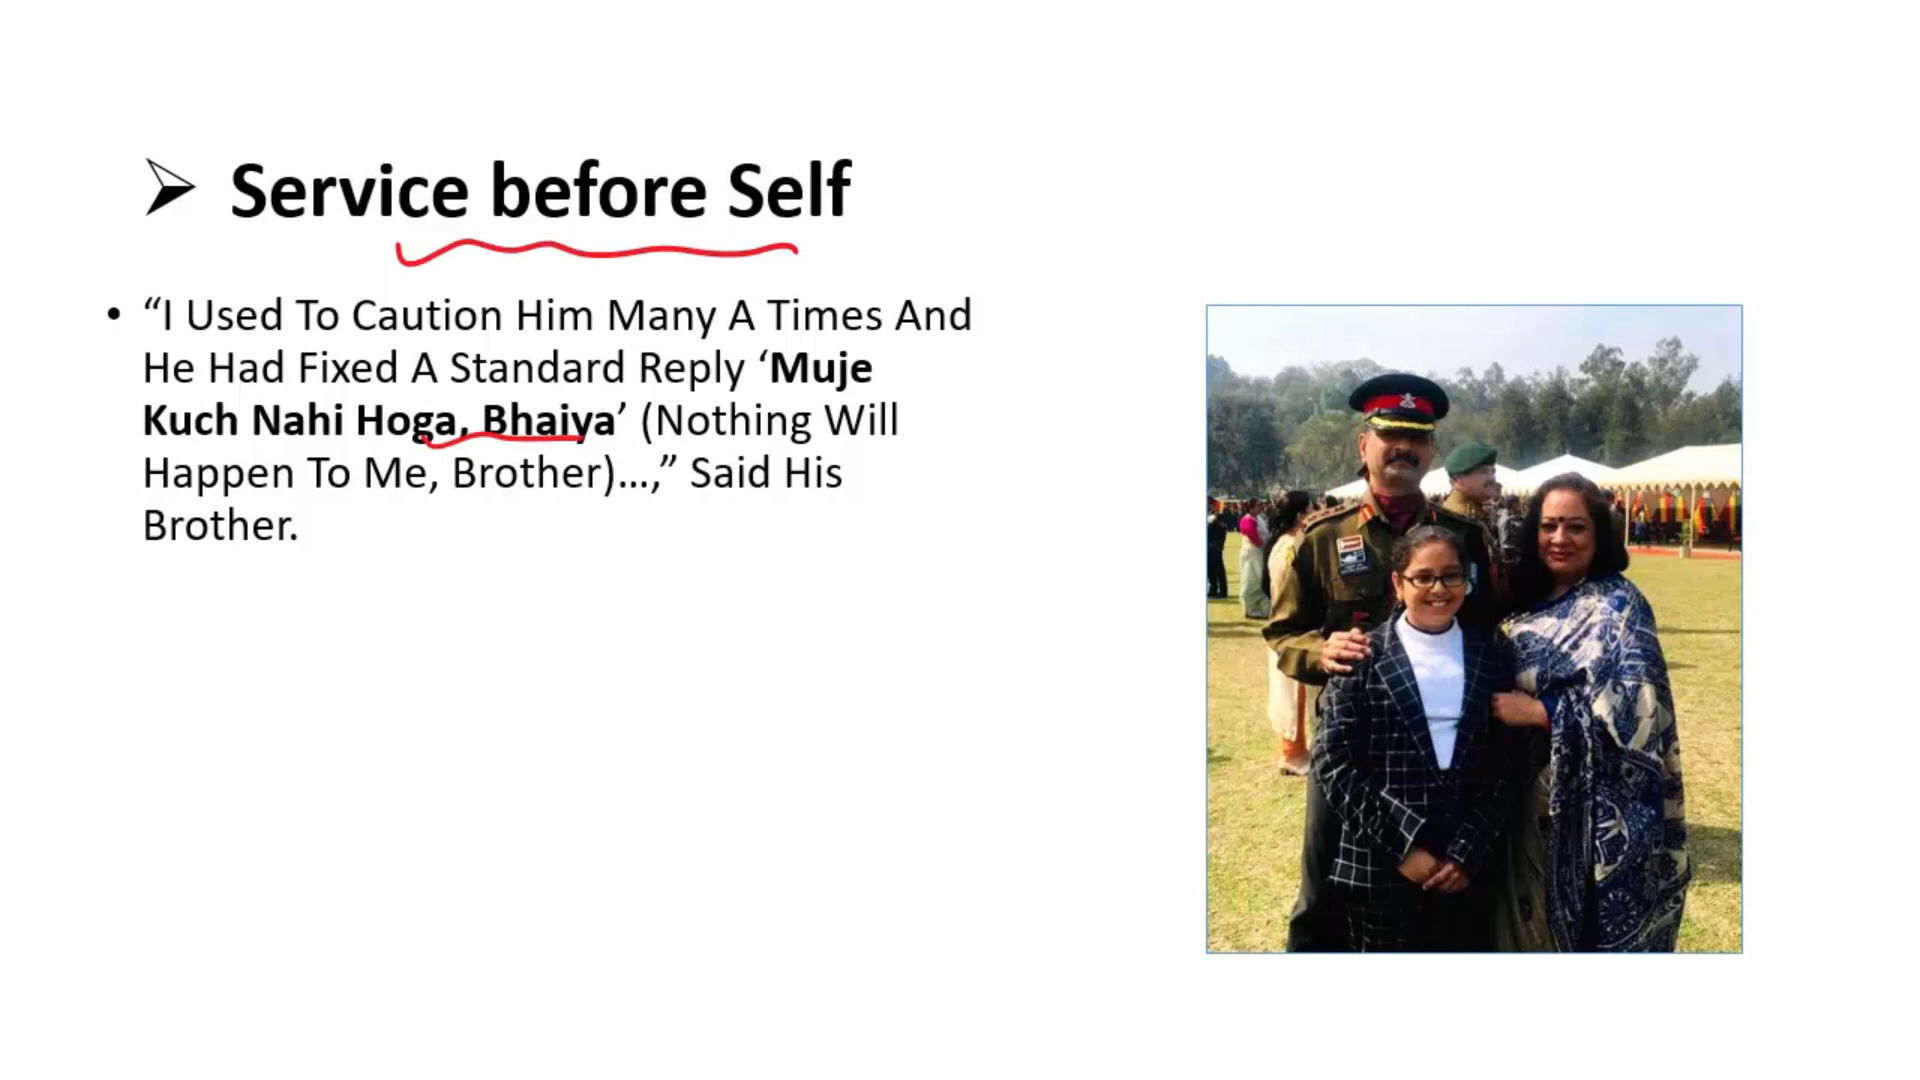 Service before Self
“I Used To Caution Him Many A Times And
He Had Fixed A Standard Reply ‘Muje
Kuch Nahi Hoga, Bhaiya’ (Nothing Will
Happen To Me, Brother)…,” Said His
Brother.